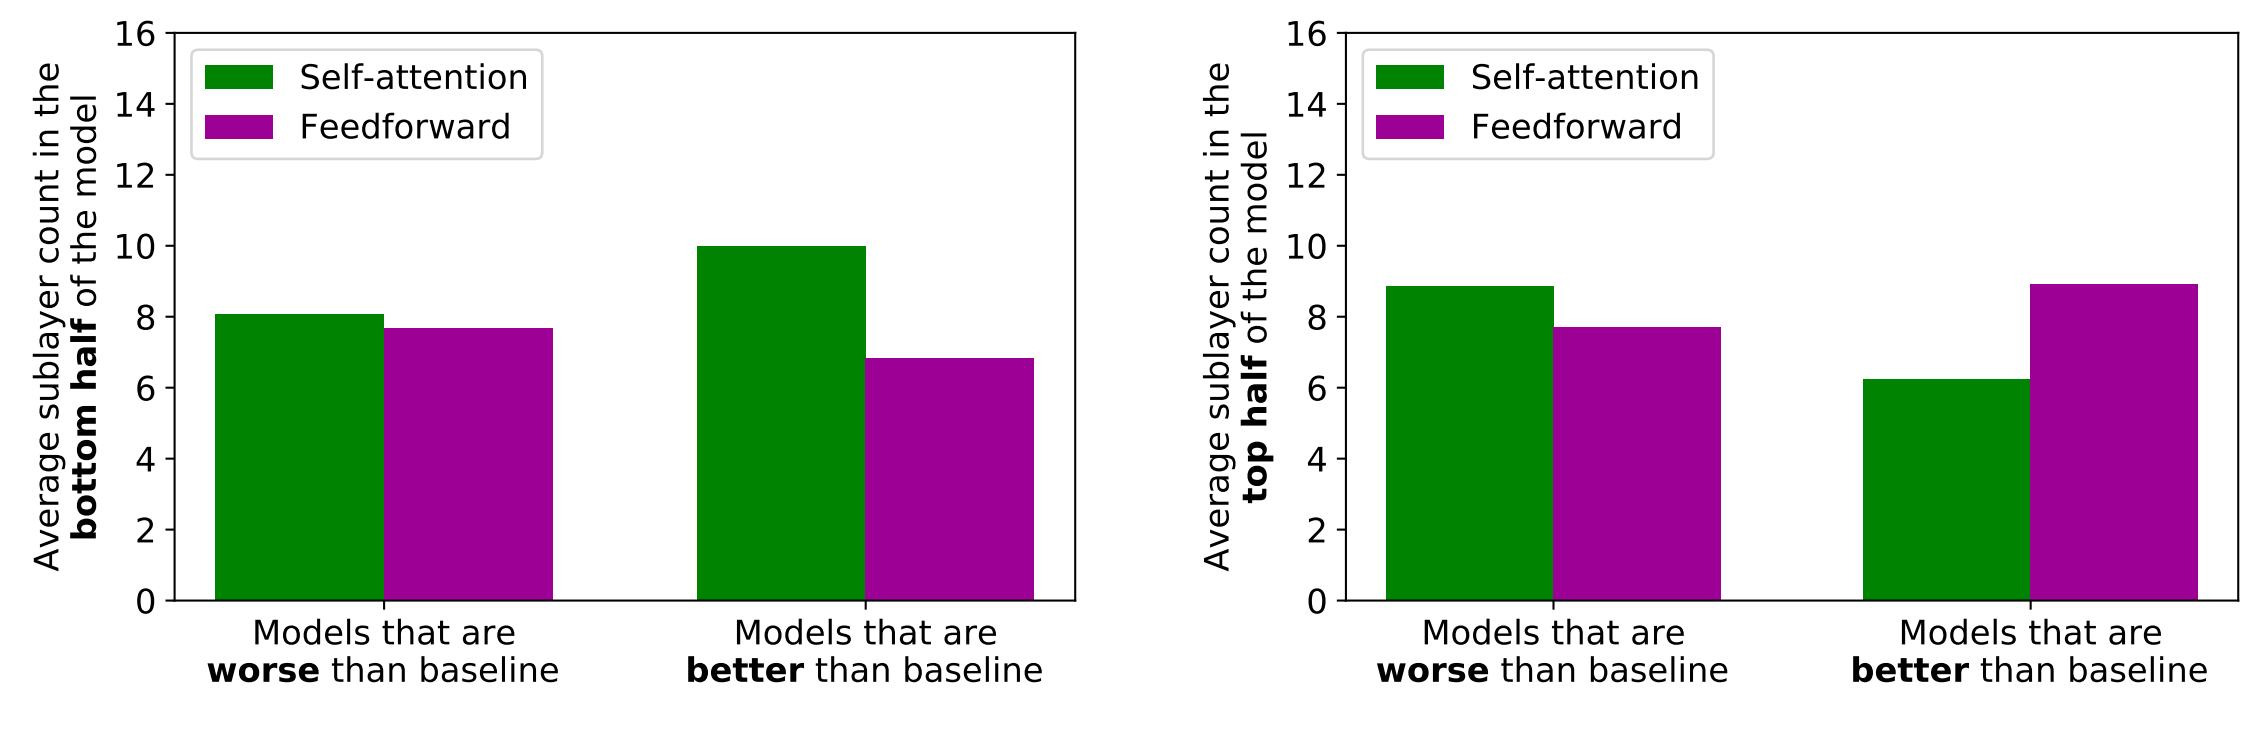 Average sublayer count in the
bottom half of the model
16
14
12
10
8
6
4
2
0
Self-attention
Feedforward
Models that are
worse than baseline
Models that are
better than baseline
Average sublayer count in the
top half of the model
16
14
12
10
8
6
4
2
0
Self-attention
Feedforward
Models that are
worse than baseline
Models that are
better than baseline